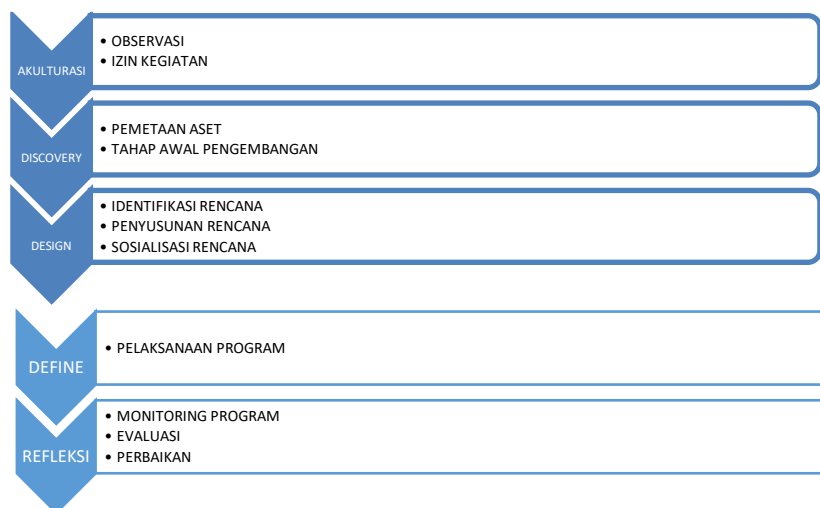 AKULTURASI
• OBSERVASI
• IZIN KEGIATAN
DISCOVERY
• PEMETAAN ASET
• TAHAP AWAL PENGEMBANGAN
DESIGN
• IDENTIFIKASI RENCANA
• PENYUSUNAN RENCANA
• SOSIALISASI RENCANA
DEFINE
• PELAKSANAAN PROGRAM
REFLEKSI
• MONITORING PROGRAM
• EVALUASI
• PERBAIKAN